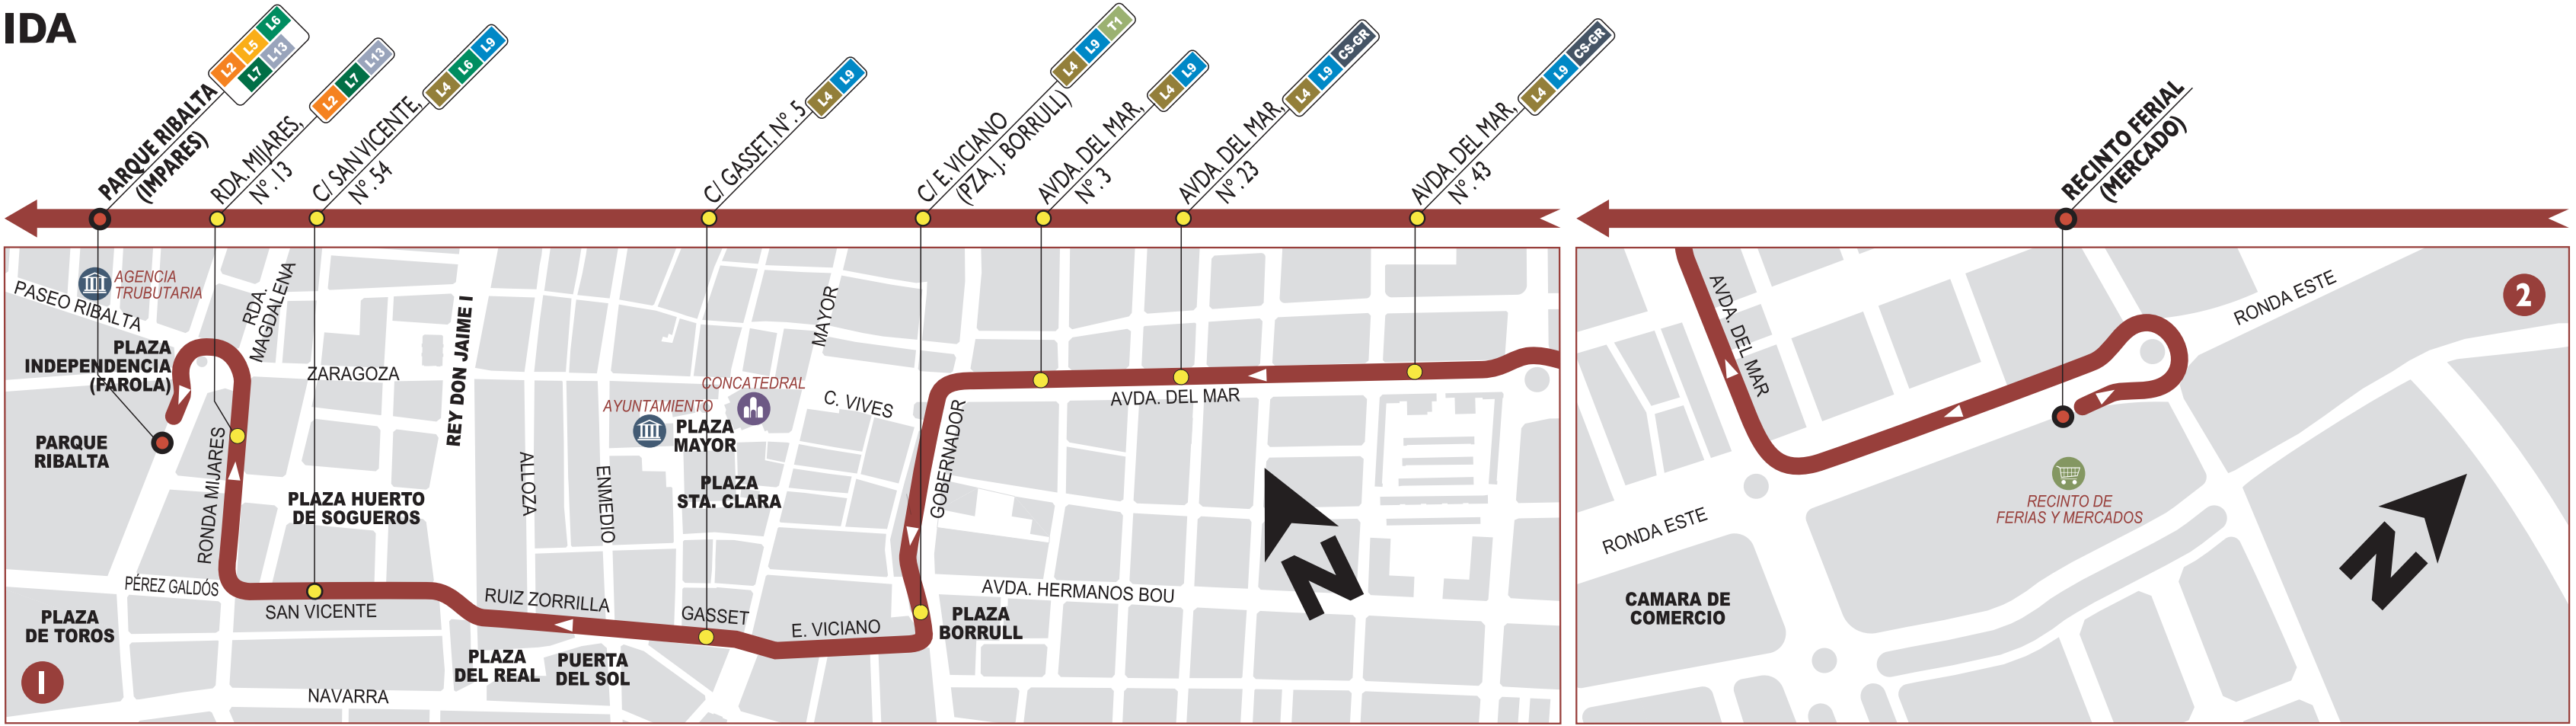 IDA
PARQUE RIBALTA
(IMPARES)
L2 L5 L6
L7 L13
RDA. MIJARES,
Nº. 13
L2 L7 L13
C/ SAN VICENTE,
Nº. 54
L4 L6 L9
C/ GASSET, Nº. 5
L4 L9
C/ E. VICIANO
(PZA. J. BORRULL)
L4 L9 T1
AVDA. DEL MAR,
Nº. 3
L4 L9
AVDA. DEL MAR,
Nº. 23
L4 L9 CS-GR
AVDA. DEL MAR,
Nº. 43
L4 L9 CS-GR
RECINTO FERIAL
(MERCADO)
AGENCIA
TRUBUTARIA
PASEO RIBALTA
RDA.
MAGDALENA
PLAZA
INDEPENDENCIA
(FAROLA)
ZARAGOZA
REY DON JAIME I
MAYOR
CONCATEDRAL
AYUNTAMIENTO
PLAZA
MAYOR
C. VIVES
AVDA. DEL MAR
PARQUE
RIBALTA
RONDA MIJARES
PLAZA HUERTO
DE SOGUEROS
ALLOZA
ENMEDIO
PLAZA
STA. CLARA
GOBERNADOR
N
PÉREZ GALDÓS
SAN VICENTE
RUIZ ZORRILLA
GASSET
E. VICIANO
AVDA. HERMANOS BOU
PLAZA
BORRULL
PLAZA
DE TOROS
PLAZA
DEL REAL
PUERTA
DEL SOL
NAVARRA
1
AVDA. DEL MAR
RONDA ESTE
2
RECINTO DE
FERIAS Y MERCADOS
RONDA ESTE
CAMARA DE
COMERCIO
N